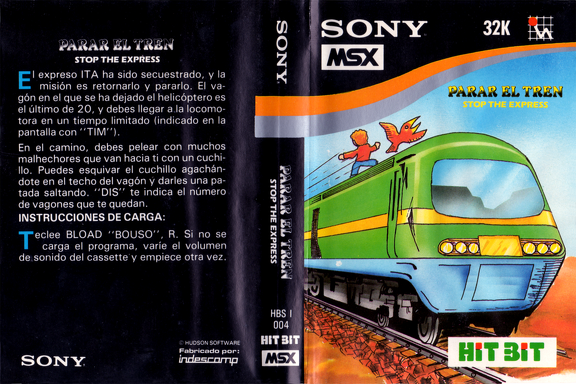 PARAR EL TREN
STOP THE EXPRESS
El expreso ITA ha sido secuestrado, y la
misión es retornarlo y pararlo. El va-
gón en el que se ha dejado el helicóptero es
el último de 20, y debes llegar a la locomo-
tora en un tiempo limitado (indicado en la
pantalla con ''TIM'').
En el camino, debes pelear con muchos
malhechores que van hacia ti con un cuchi-
llo. Puedes esquivar el cuchillo agachán-
dote en el techo del vagón y darles una pa-
tada saltando. ''DIS'' te indica el número
de vagones que te quedan.
INSTRUCCIONES DE CARGA:
Teclee BLOAD ''BOUSO'', R. Si no se
carga el programa, varíe el volumen
de sonido del cassette y empiece otra vez.
© HUDSON SOFTWARE
Fabricado por:
indescomp
SONY
SONY
PARAR EL TREN
STOP THE EXPRESS
HBS I
004
HIT BIT
MSX
SONY
MSX
32K
PARAR EL TREN
STOP THE EXPRESS
HIT BIT